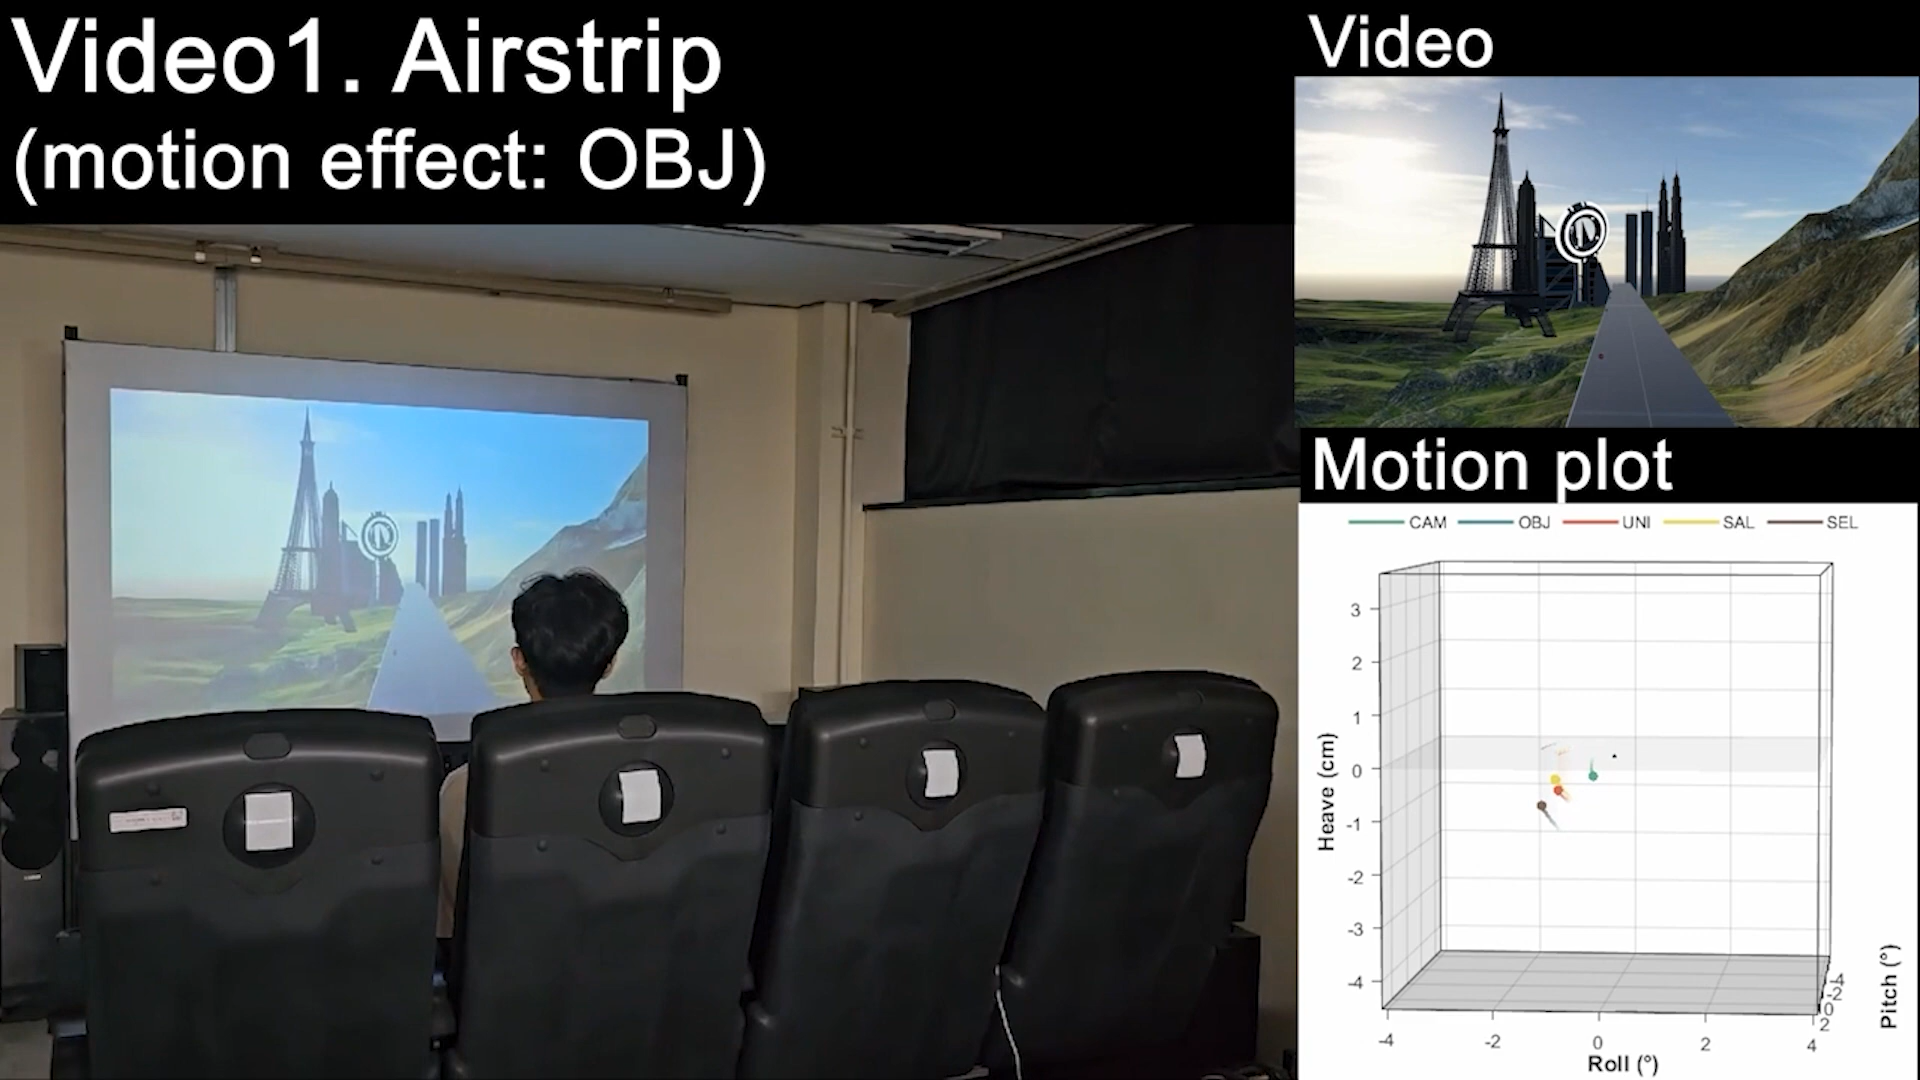 Video1. Airstrip
(motion effect: OBJ)
Video
Motion plot
CAM OBJ UNI SAL SEL
3
2
1
0
-1
-2
-3
-4
Heave (cm)
-4 -2 0 2 4
Roll (°)
-4
-2
0
2
Pitch (°)